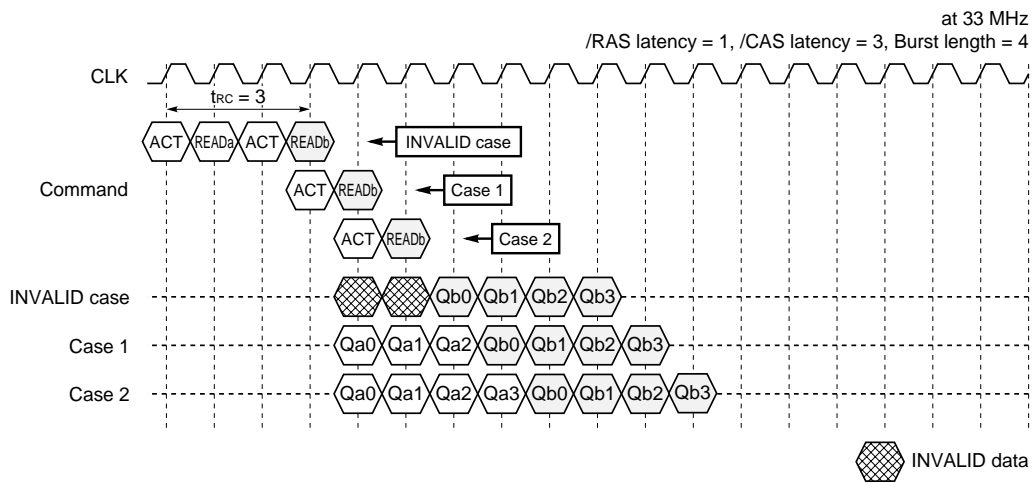 at 33 MHz
/RAS latency = 1, /CAS latency = 3, Burst length = 4
CLK
tRC = 3
ACT READa ACT READb INVALID case
Command ACT READb Case 1
ACT READb Case 2
INVALID case Qb0 Qb1 Qb2 Qb3
Case 1 Qa0 Qa1 Qa2 Qb0 Qb1 Qb2 Qb3
Case 2 Qa0 Qa1 Qa2 Qa3 Qb0 Qb1 Qb2 Qb3
INVALID data